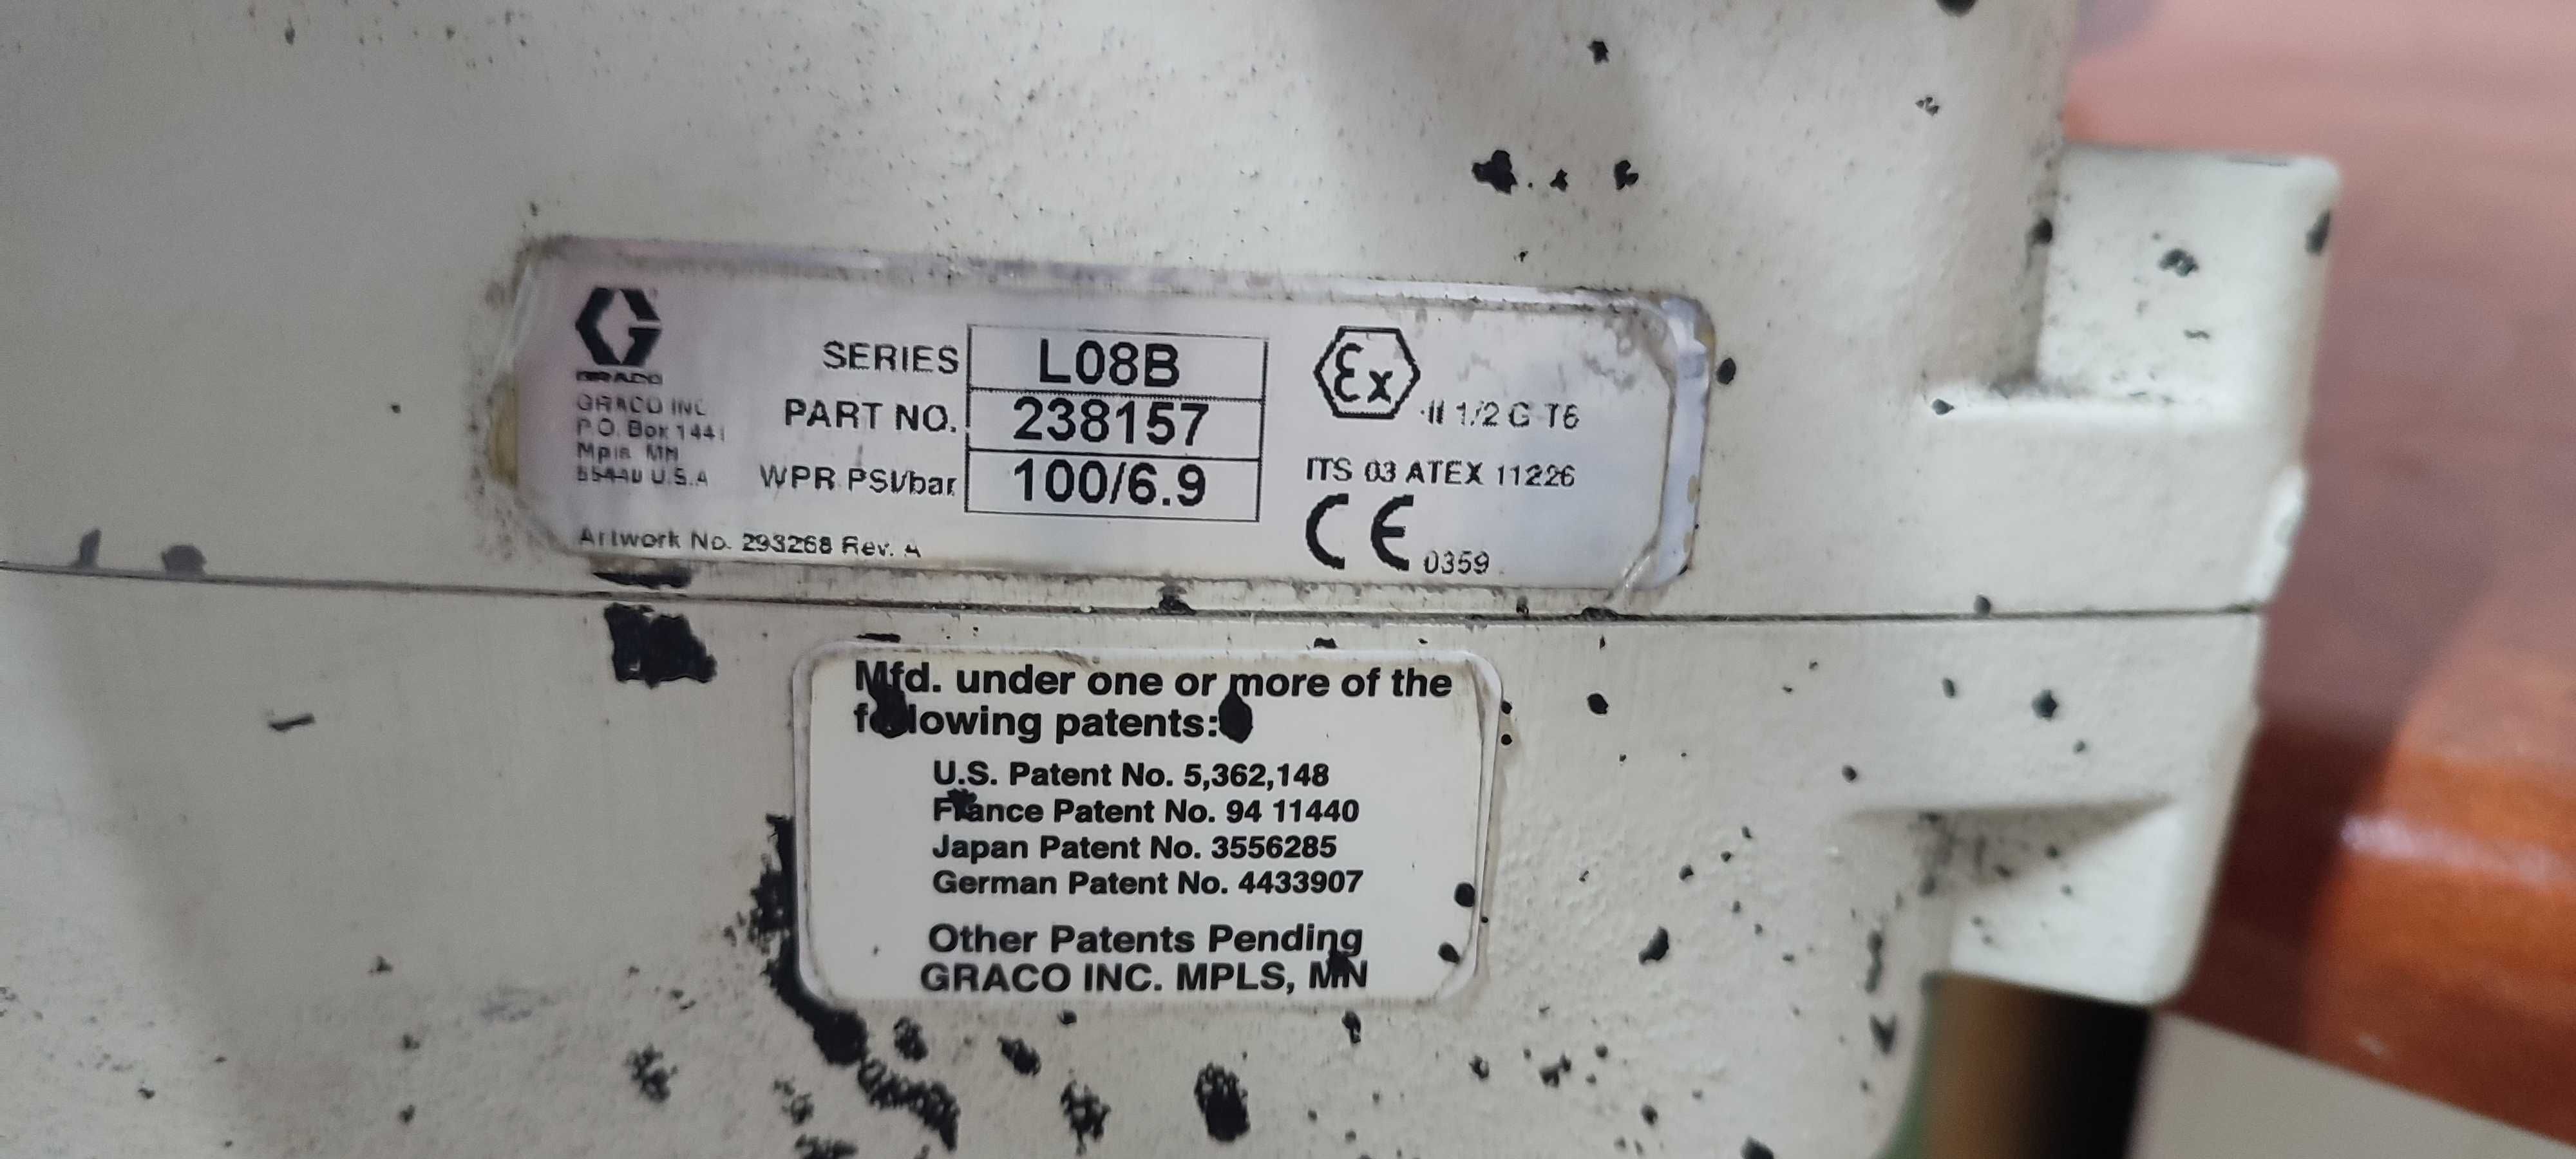 GRACO
GRACO INC
P.O. Box 1441
Mpls MN
55440 U.S.A
SERIES L08B
PART NO. 238157
WPR PSI/bar 100/6.9
Artwork No. 293268 Rev. A
Ex II 1/2 G T6
ITS 03 ATEX 11226
CE 0359
Mfd. under one or more of the
following patents:
U.S. Patent No. 5,362,148
France Patent No. 94 11440
Japan Patent No. 3556285
German Patent No. 4433907
Other Patents Pending
GRACO INC. MPLS, MN